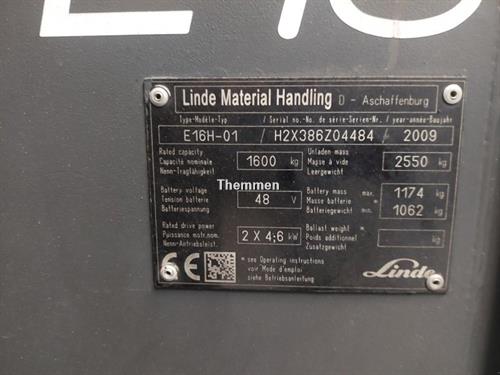 E16
Linde Material Handling D - Aschaffenburg
Type-Modèle-Typ / Serial no.-No. de série-Serien-Nr. / year-année-Baujahr
E16H-01 / H2X386Z04484 / 2009
Rated capacity
Capacité nominale 1600 kg
Nenn-Tragfähigkeit
Unladen mass
Masse à vide 2550 kg
Leergewicht
Battery voltage
Tension batterie 48 V
Batteriespannung
Battery mass max. 1174 kg
Masse batterie *
Batteriegewicht min. 1062 kg
Rated drive power
Puissance motr.nom. 2 X 4;6 kW
Nenn-Antriebsleist.
Ballast weight *
Poids additionnel kg
Zusatzgewicht
Themmen
CE
* see Operating instructions
voir Mode d'emploi
siehe Betriebsanleitung
Linde